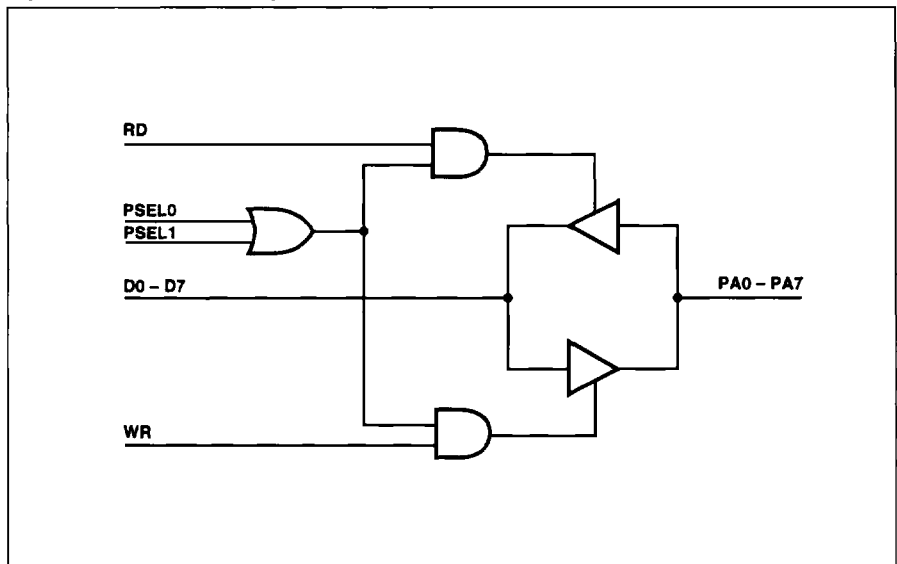 RD
PSEL0
PSEL1
D0 – D7
PA0 – PA7
WR